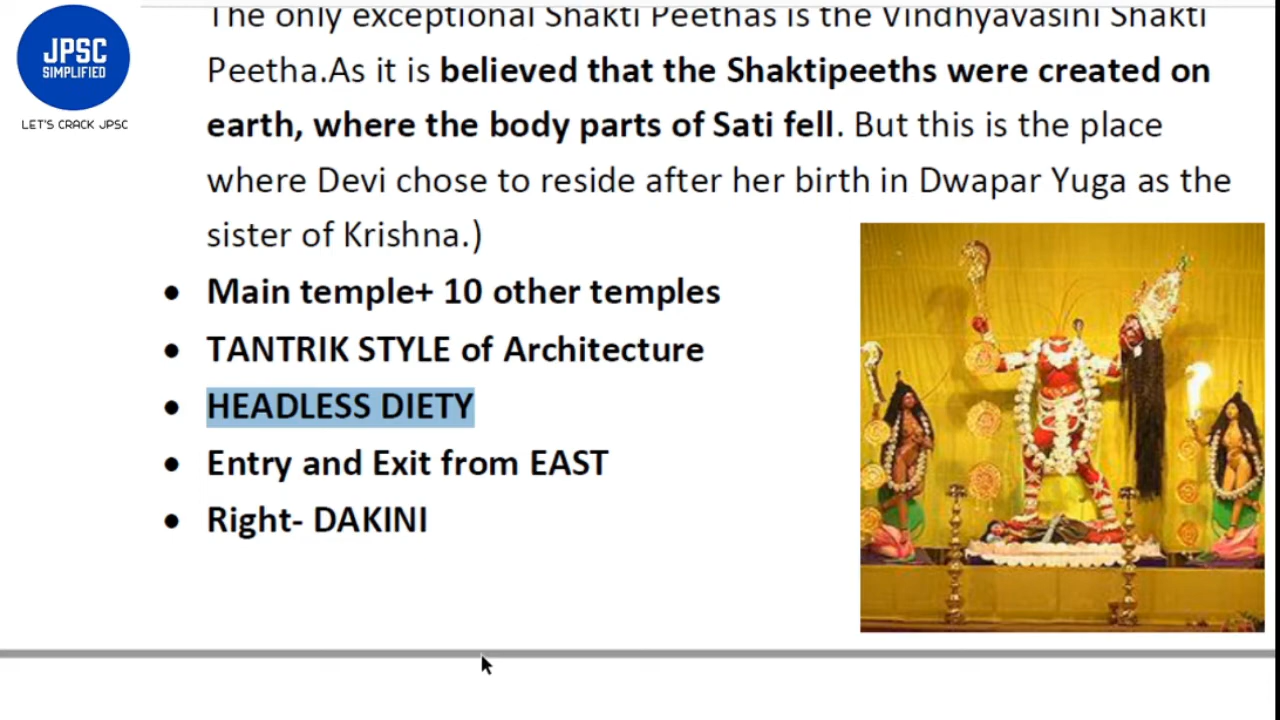 JPSC
SIMPLIFIED
LET'S CRACK JPSC
The only exceptional Shakti Peethas is the Vindhyavasini Shakti
Peetha.As it is believed that the Shaktipeeths were created on
earth, where the body parts of Sati fell. But this is the place
where Devi chose to reside after her birth in Dwapar Yuga as the
sister of Krishna.)
• Main temple+ 10 other temples
• TANTRIK STYLE of Architecture
• HEADLESS DIETY
• Entry and Exit from EAST
• Right- DAKINI